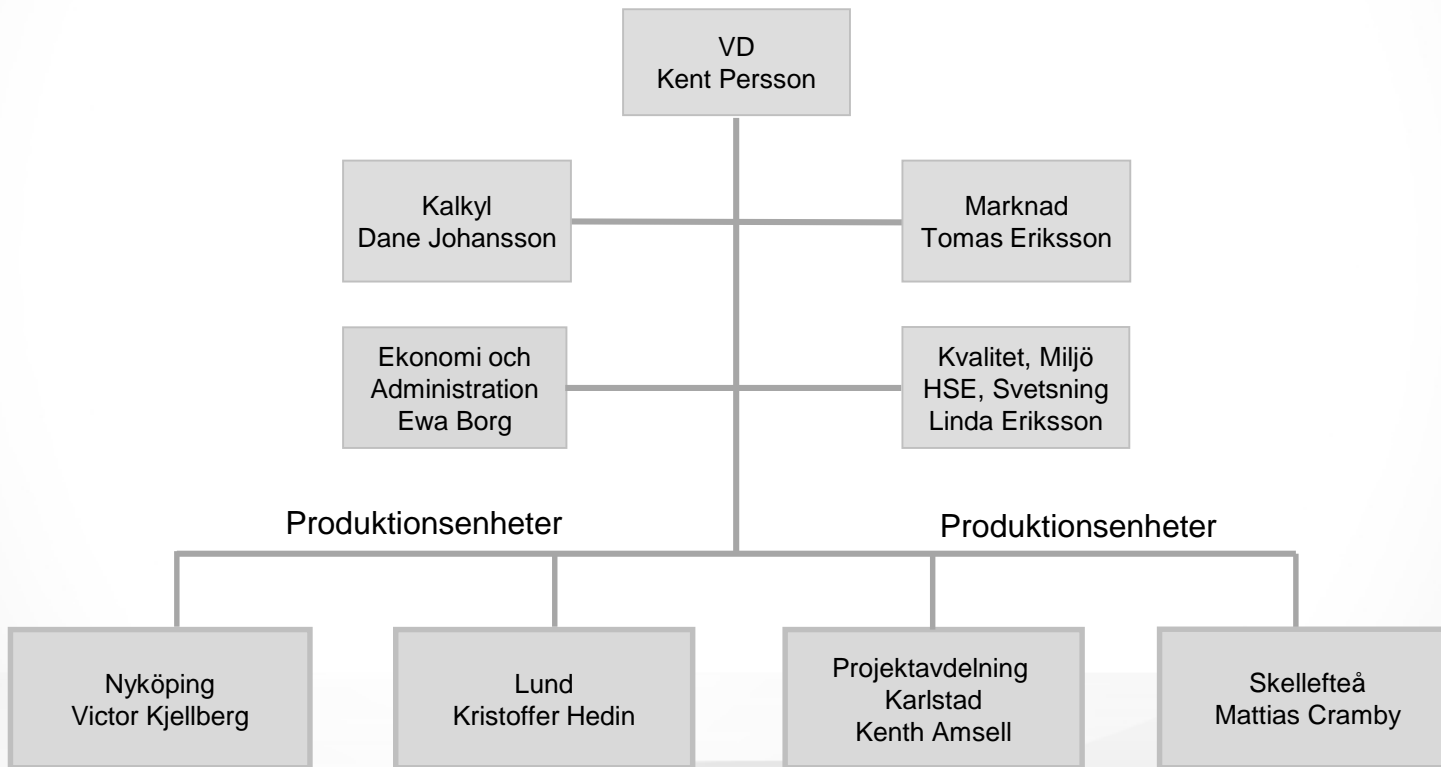 VD
Kent Persson
Kalkyl
Dane Johansson
Marknad
Tomas Eriksson
Ekonomi och
Administration
Ewa Borg
Kvalitet, Miljö
HSE, Svetsning
Linda Eriksson
Produktionsenheter
Produktionsenheter
Nyköping
Victor Kjellberg
Lund
Kristoffer Hedin
Projektavdelning
Karlstad
Kenth Amsell
Skellefteå
Mattias Cramby